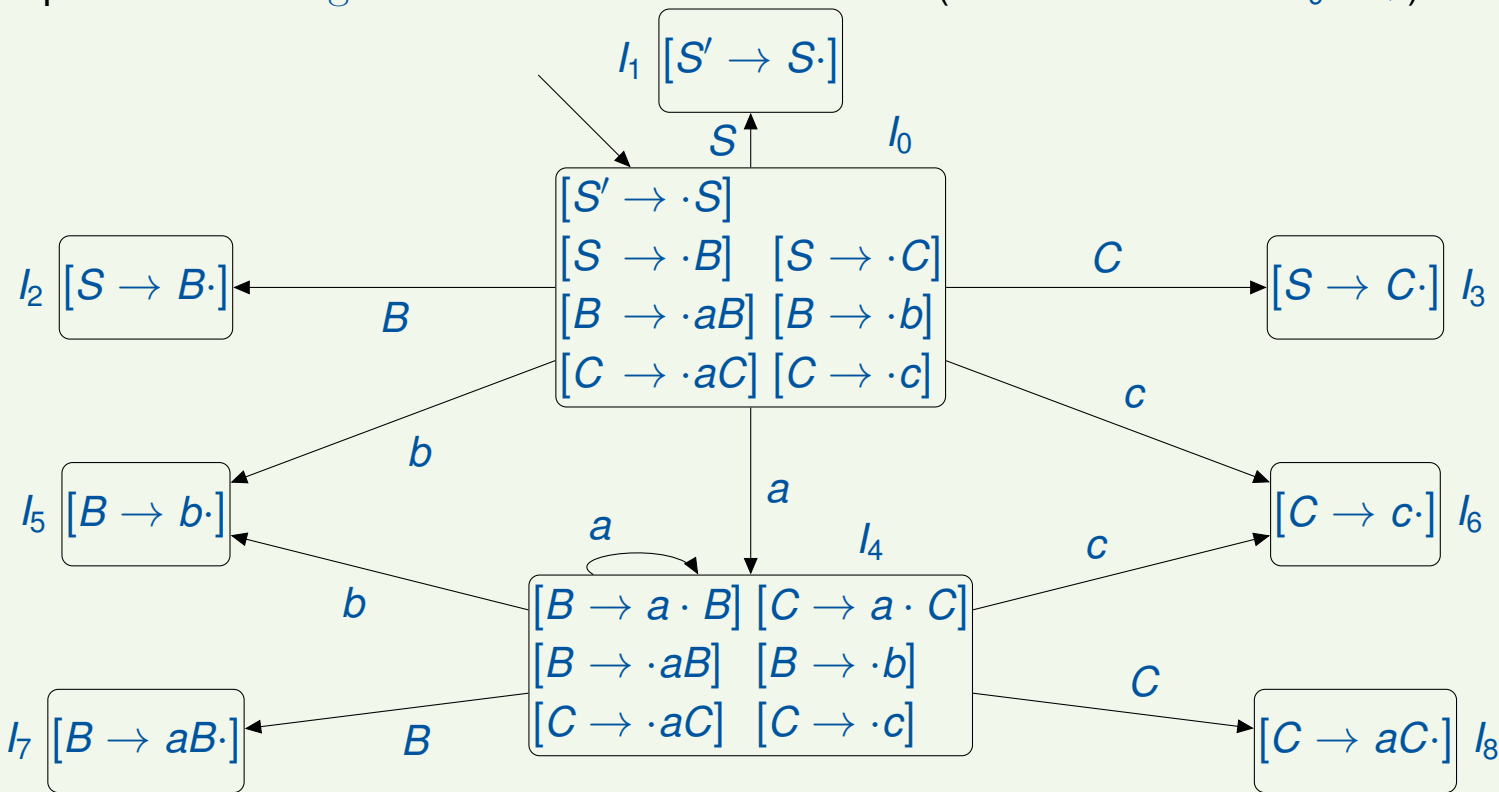 I₁ [S′ → S·]
S
I₀
[S′ → ·S]
[S → ·B] [S → ·C]
[B → ·aB] [B → ·b]
[C → ·aC] [C → ·c]
I₂ [S → B·]
B
C
[S → C·] I₃
b
a
c
I₅ [B → b·]
[C → c·] I₆
a
I₄
b
c
[B → a · B] [C → a · C]
[B → ·aB] [B → ·b]
[C → ·aC] [C → ·c]
I₇ [B → aB·]
B
C
[C → aC·] I₈